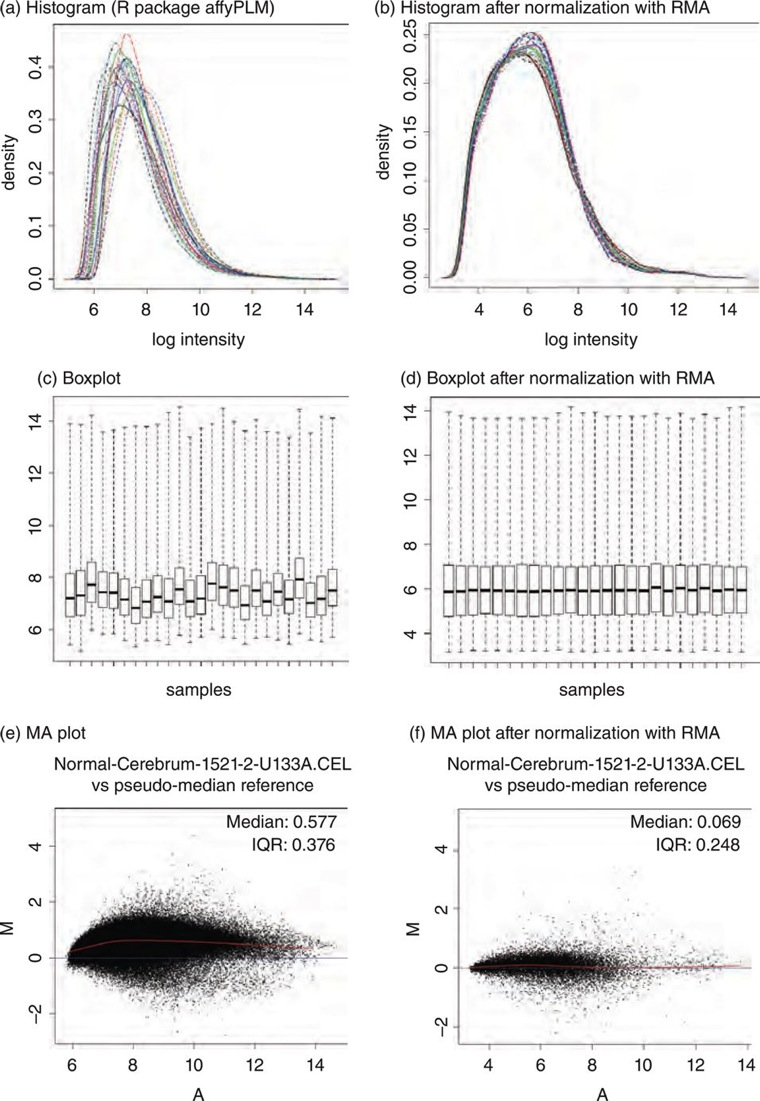 (a) Histogram (R package affyPLM)
density
0.4
0.3
0.2
0.1
0.0
6 8 10 12 14
log intensity
(b) Histogram after normalization with RMA
density
0.25
0.20
0.15
0.10
0.05
0.00
4 6 8 10 12 14
log intensity
(c) Boxplot
14
12
10
8
6
samples
(d) Boxplot after normalization with RMA
14
12
10
8
6
4
samples
(e) MA plot
Normal-Cerebrum-1521-2-U133A.CEL
vs pseudo-median reference
Median: 0.577
IQR: 0.376
M
4
2
0
−2
6 8 10 12 14
A
(f) MA plot after normalization with RMA
Normal-Cerebrum-1521-2-U133A.CEL
vs pseudo-median reference
Median: 0.069
IQR: 0.248
M
4
2
0
−2
4 6 8 10 12 14
A